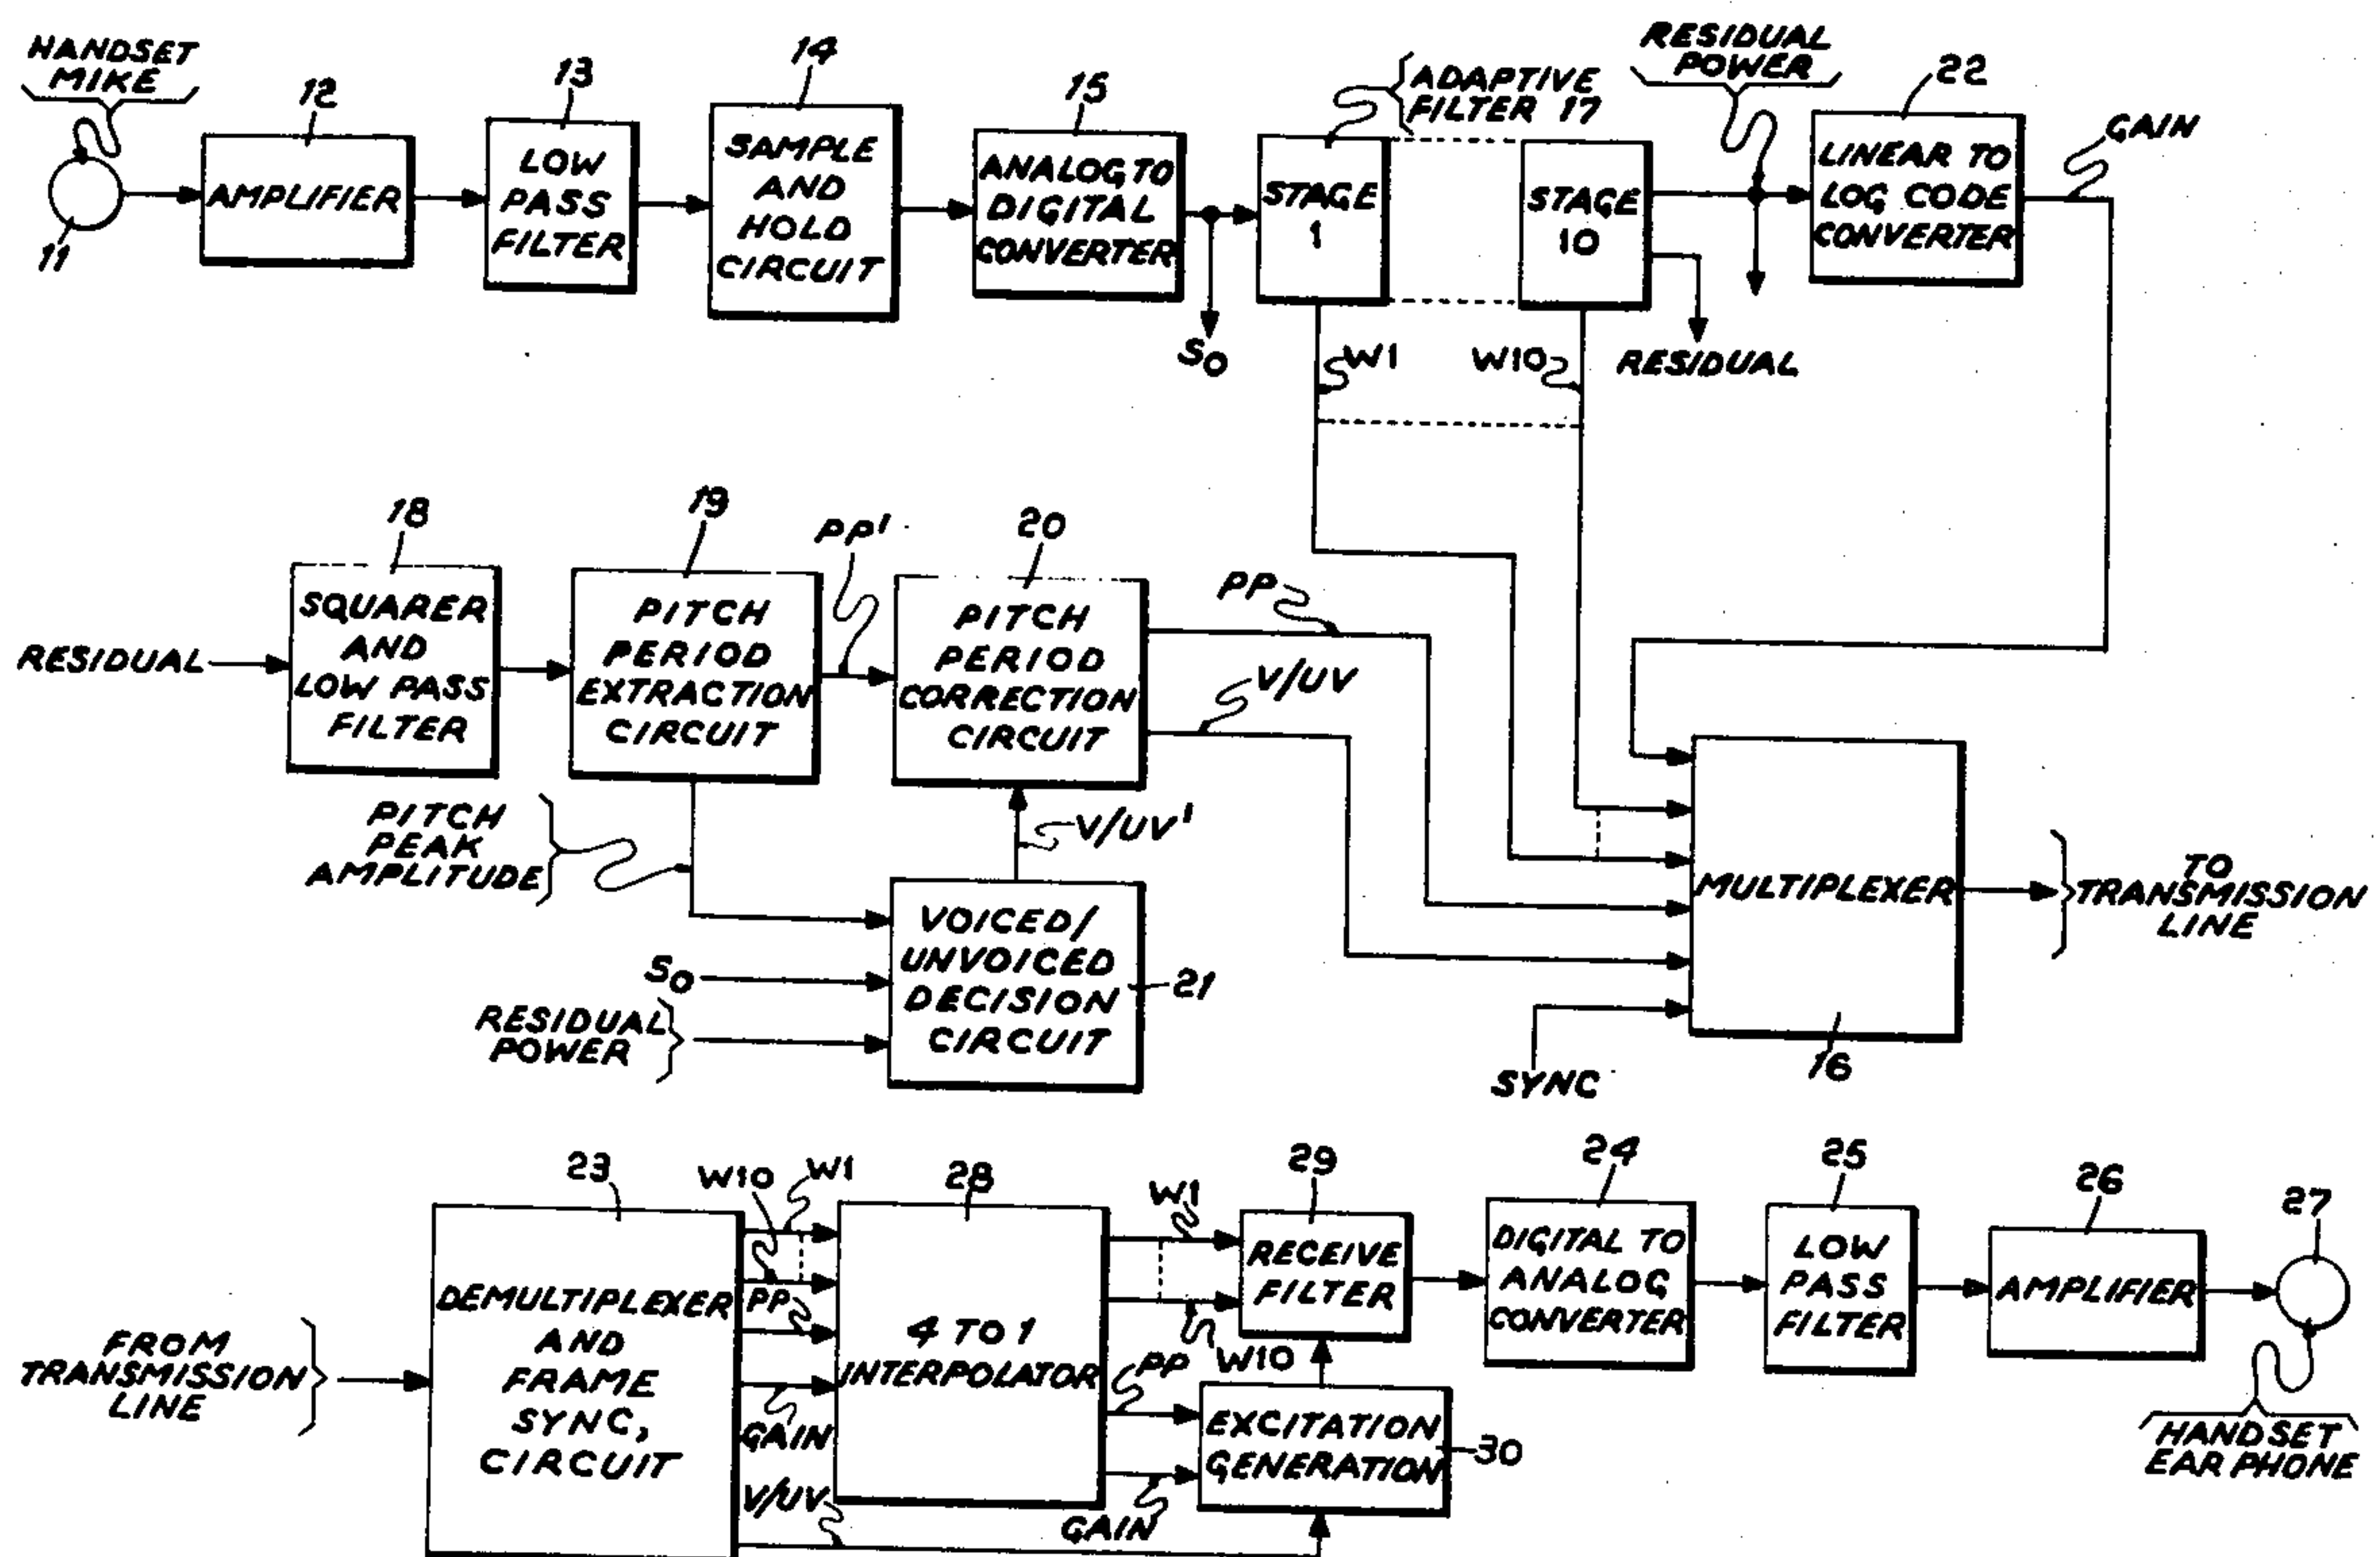 HANDSET
MIKE
11
12
AMPLIFIER
13
LOW
PASS
FILTER
14
SAMPLE
AND
HOLD
CIRCUIT
15
ANALOG TO
DIGITAL
CONVERTER
S0
ADAPTIVE
FILTER 17
STAGE
1
STAGE
10
RESIDUAL
POWER
22
LINEAR TO
LOG CODE
CONVERTER
GAIN
W1
W10
RESIDUAL
RESIDUAL
18
SQUARER
AND
LOW PASS
FILTER
19
PITCH
PERIOD
EXTRACTION
CIRCUIT
PP'
20
PITCH
PERIOD
CORRECTION
CIRCUIT
PP
V/UV
PITCH
PEAK
AMPLITUDE
V/UV'
S0
RESIDUAL
POWER
VOICED/
UNVOICED
DECISION
CIRCUIT
21
MULTIPLEXER
16
SYNC
TO
TRANSMISSION
LINE
FROM
TRANSMISSION
LINE
23
DEMULTIPLEXER
AND
FRAME
SYNC,
CIRCUIT
W10
W1
PP
GAIN
V/UV
28
4 TO 1
INTERPOLATOR
W1
W10
PP
GAIN
29
RECEIVE
FILTER
EXCITATION
GENERATION
30
24
DIGITAL TO
ANALOG
CONVERTER
25
LOW
PASS
FILTER
26
AMPLIFIER
27
HANDSET
EAR PHONE